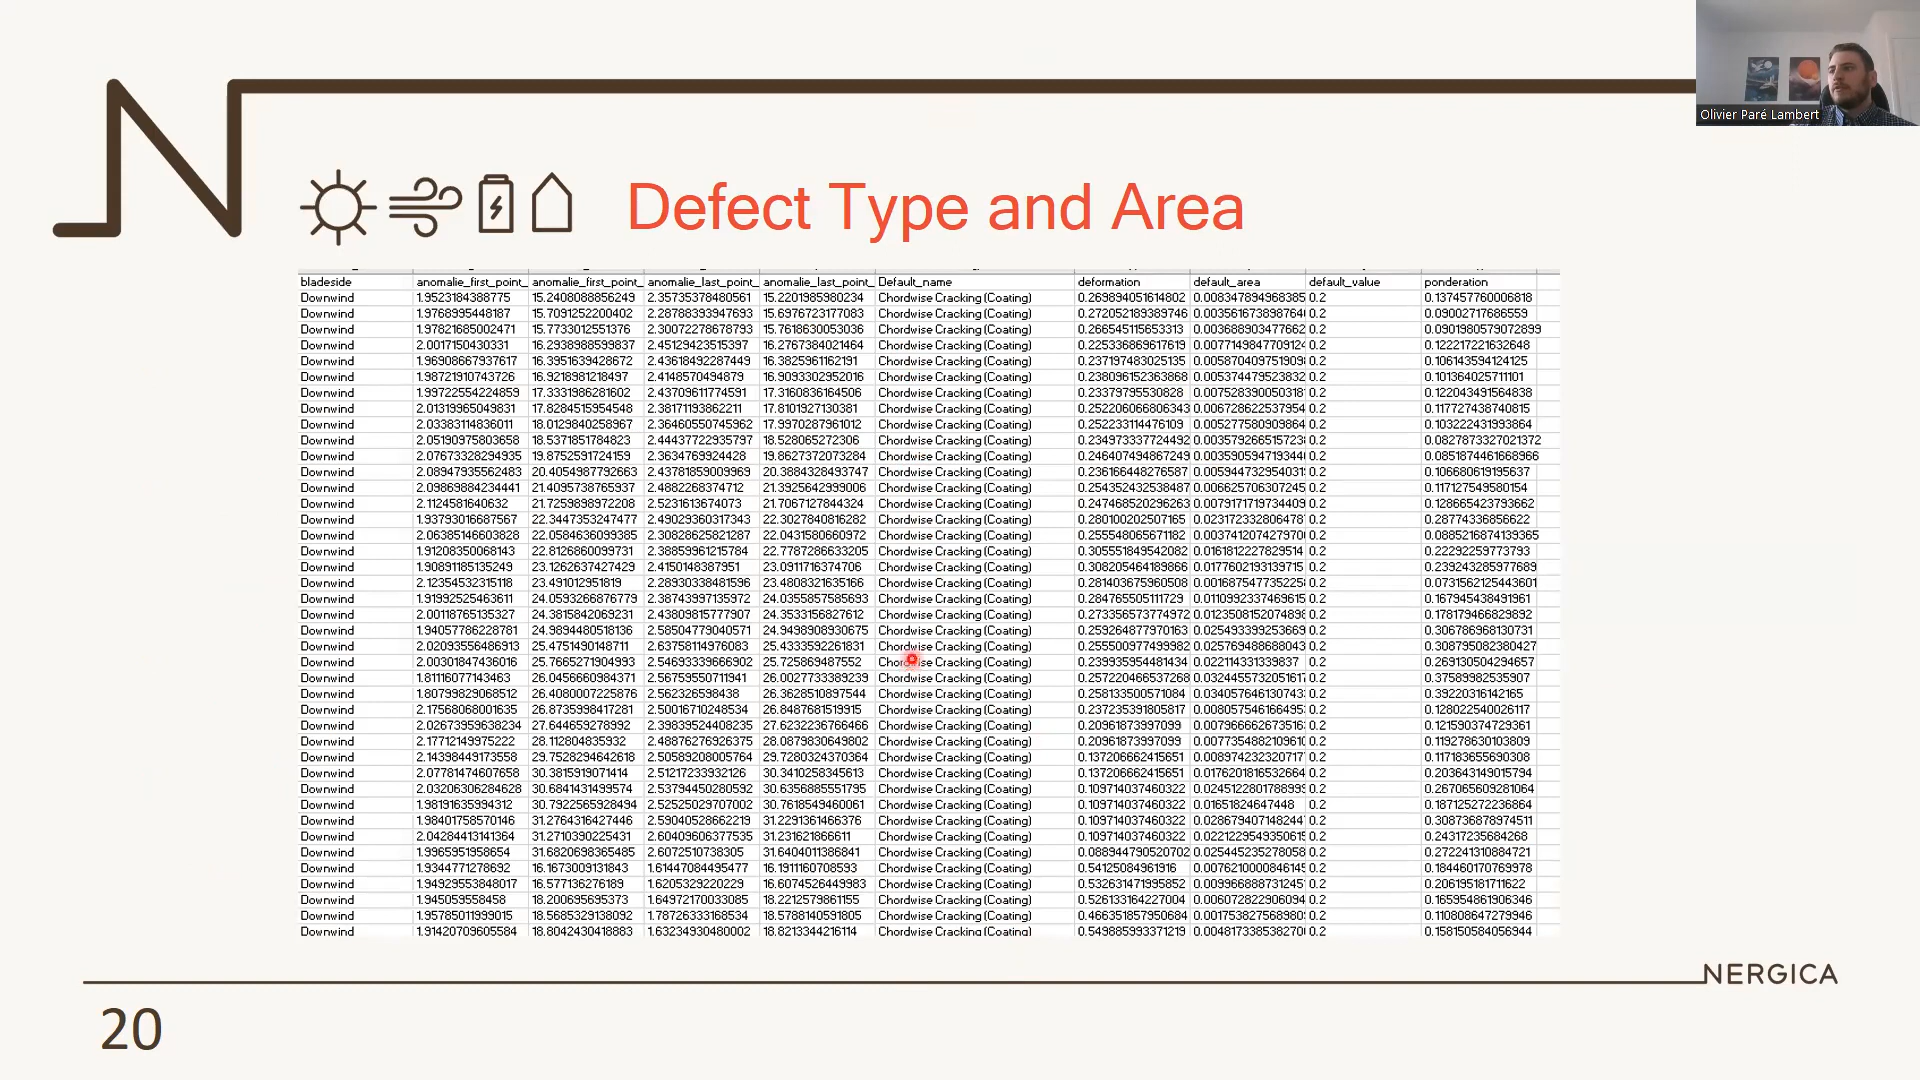 Olivier Paré Lambert
Defect Type and Area
bladeside anomalie_first_point_ anomalie_first_point_ anomalie_last_point_ anomalie_last_point_ Default_name deformation default_area default_value ponderation
Downwind 1.9523184388775 15.2408088856249 2.35735378480561 15.2201985980234 Chordwise Cracking (Coating) 0.269894051614802 0.008347894968385 0.2 0.137457760006818
Downwind 1.9768995448187 15.7091252200402 2.28788393947693 15.6976723177083 Chordwise Cracking (Coating) 0.272052189389746 0.003561673898764 0.2 0.09002717686559
Downwind 1.97821685002471 15.7733012551376 2.30072278678793 15.7618630053036 Chordwise Cracking (Coating) 0.266545115653313 0.003688903477662 0.2 0.090198057907289​9
Downwind 2.0017150430331 16.2938988599837 2.45129423515397 16.2767384021464 Chordwise Cracking (Coating) 0.225336869617619 0.007714984770912 0.2 0.122217221632648
Downwind 1.96908667937617 16.3951639428672 2.43618492287449 16.3825961162191 Chordwise Cracking (Coating) 0.237197483025135 0.005870409751909 0.2 0.106143594124125
Downwind 1.98721910743726 16.9218981218497 2.4148570494879 16.9093302952016 Chordwise Cracking (Coating) 0.238096152363868 0.005374479523832 0.2 0.101364025711101
Downwind 1.99722554224859 17.3331986281602 2.43709611774591 17.3160836164506 Chordwise Cracking (Coating) 0.23379795530828 0.007528390050318 0.2 0.122043491564838
Downwind 2.01319965049831 17.8284515954548 2.38171193862211 17.8101927130381 Chordwise Cracking (Coating) 0.252206066806343 0.006728622537954 0.2 0.117727438740815
Downwind 2.03383114836011 18.0129840258967 2.36460550745962 17.9970287961012 Chordwise Cracking (Coating) 0.252233114476109 0.005277580909864 0.2 0.103222431993864
Downwind 2.05190975803658 18.5371851784823 2.44437722935797 18.528065272306 Chordwise Cracking (Coating) 0.234973337724492 0.003579266515723 0.2 0.0827873327021372
Downwind 2.07673328294935 19.8752591724159 2.3634769924428 19.8627372073284 Chordwise Cracking (Coating) 0.246407494867249 0.003590594719344 0.2 0.0851874461668966
Downwind 2.08947935562483 20.4054987792663 2.43781859009969 20.3884328493747 Chordwise Cracking (Coating) 0.236166448276587 0.005944732954031 0.2 0.106680619195637
Downwind 2.09869884234441 21.4095738765937 2.4882268374712 21.3925642999006 Chordwise Cracking (Coating) 0.254352432538487 0.006625706307245 0.2 0.117127549580154
Downwind 2.1124581640632 21.7259898972208 2.5231613674073 21.7067127844324 Chordwise Cracking (Coating) 0.247468520296263 0.007917171973440 0.2 0.128665423793662
Downwind 1.93793016687567 22.3447353247477 2.49029360317343 22.3027840816282 Chordwise Cracking (Coating) 0.280100202507165 0.023172332806478 0.2 0.28774336856622
Downwind 2.06385146603828 22.0584636099385 2.30828625821287 22.0431580660972 Chordwise Cracking (Coating) 0.255548065671182 0.003741207427970 0.2 0.0885216874139365
Downwind 1.91208350068143 22.8126860099731 2.38859961215784 22.7787286633205 Chordwise Cracking (Coating) 0.305551849542082 0.0161812227829514 0.2 0.22292259773793
Downwind 1.90891185135249 23.1262637427429 2.4150148387951 23.0911716374706 Chordwise Cracking (Coating) 0.308205464189866 0.0177602193139715 0.2 0.239243285977689
Downwind 2.12354532315118 23.491012951819 2.28930338481596 23.4808321635166 Chordwise Cracking (Coating) 0.281403675960508 0.001687547735225 0.2 0.0731562125443601
Downwind 1.91992525463611 24.0593266876779 2.38743997135972 24.0355857585693 Chordwise Cracking (Coating) 0.284765505111729 0.011099233746961 0.2 0.167945438491961
Downwind 2.00118765135327 24.3815842069231 2.43809815777907 24.3533156827612 Chordwise Cracking (Coating) 0.273356573774972 0.012350815207489 0.2 0.178179466829892
Downwind 1.94057786228781 24.9894480518136 2.58504779040571 24.9498908930675 Chordwise Cracking (Coating) 0.259264877970163 0.025493399253669 0.2 0.306786968130731
Downwind 2.02093556486913 25.4751490148711 2.63758114976083 25.4333592261831 Chordwise Cracking (Coating) 0.255500977499982 0.025769488688043 0.2 0.308795082380427
Downwind 2.00301847436016 25.7665271904993 2.54693339666902 25.725869487552 Chordwise Cracking (Coating) 0.239935954481434 0.022114331339837 0.2 0.269130504294657
Downwind 1.81116077143463 26.0456660984371 2.56759550711941 26.0027733389239 Chordwise Cracking (Coating) 0.257220466537268 0.032445573205161 0.2 0.37589982535907
Downwind 1.80799829068512 26.4080007225876 2.562326598438 26.3628510897544 Chordwise Cracking (Coating) 0.258133500571084 0.034057646130743 0.2 0.39220316142165
Downwind 2.17568068001635 26.8735998417281 2.50016710248534 26.8487681519915 Chordwise Cracking (Coating) 0.237235391805817 0.008057546166495 0.2 0.128022540026117
Downwind 2.02673959638234 27.644659278992 2.39839524408235 27.6232236766466 Chordwise Cracking (Coating) 0.20961873997099 0.007966662673516 0.2 0.121590374729361
Downwind 2.17712149975222 28.112804835932 2.48876276926375 28.0879830649802 Chordwise Cracking (Coating) 0.20961873997099 0.007735488210961 0.2 0.119278630103809
Downwind 2.14398449173558 29.7528294642618 2.50589208005764 29.7280324370364 Chordwise Cracking (Coating) 0.137206662415651 0.008974232320717 0.2 0.117183655690308
Downwind 2.07781474607658 30.3815919071414 2.51217233932126 30.3410258345613 Chordwise Cracking (Coating) 0.137206662415651 0.017620181653266 0.2 0.203643149015794
Downwind 2.03206306284628 30.6841431499574 2.53794450280592 30.6356885551795 Chordwise Cracking (Coating) 0.109714037460322 0.024512280178899 0.2 0.267065609281064
Downwind 1.98191635994312 30.7922565928494 2.52525029707002 30.7618549460061 Chordwise Cracking (Coating) 0.109714037460322 0.01651824647448 0.2 0.187125272236864
Downwind 1.98401758570146 31.2764316427446 2.59040528662219 31.2291361466376 Chordwise Cracking (Coating) 0.109714037460322 0.028679407148244 0.2 0.308736878974511
Downwind 2.04284413141364 31.2710390225431 2.60409606377535 31.231621866611 Chordwise Cracking (Coating) 0.109714037460322 0.022122954935061 0.2 0.24317235684268
Downwind 1.9965951958654 31.6820698365485 2.6072510738305 31.6404011386841 Chordwise Cracking (Coating) 0.088944790520702 0.025445235278058 0.2 0.272241310884721
Downwind 1.9344771278692 16.1673009131843 1.61447084495477 16.1911160708593 Chordwise Cracking (Coating) 0.54125084961916 0.007621000084614 0.2 0.184460170769978
Downwind 1.94929553848017 16.577136276189 1.6205329220229 16.6074526449983 Chordwise Cracking (Coating) 0.532631471995852 0.009966888731245 0.2 0.206195181711622
Downwind 1.945059558458 18.200695695373 1.64972170033085 18.2212579861155 Chordwise Cracking (Coating) 0.526133164227004 0.006072822906094 0.2 0.165954861906346
Downwind 1.95785011999015 18.5685329138092 1.78726333168534 18.5788140591805 Chordwise Cracking (Coating) 0.466351857950684 0.001753827568980 0.2 0.110808647279946
Downwind 1.91420709605584 18.8042430418883 1.63234930480002 18.8213344216114 Chordwise Cracking (Coating) 0.549885993371219 0.004817338538270 0.2 0.158150584056944
NERGICA
20